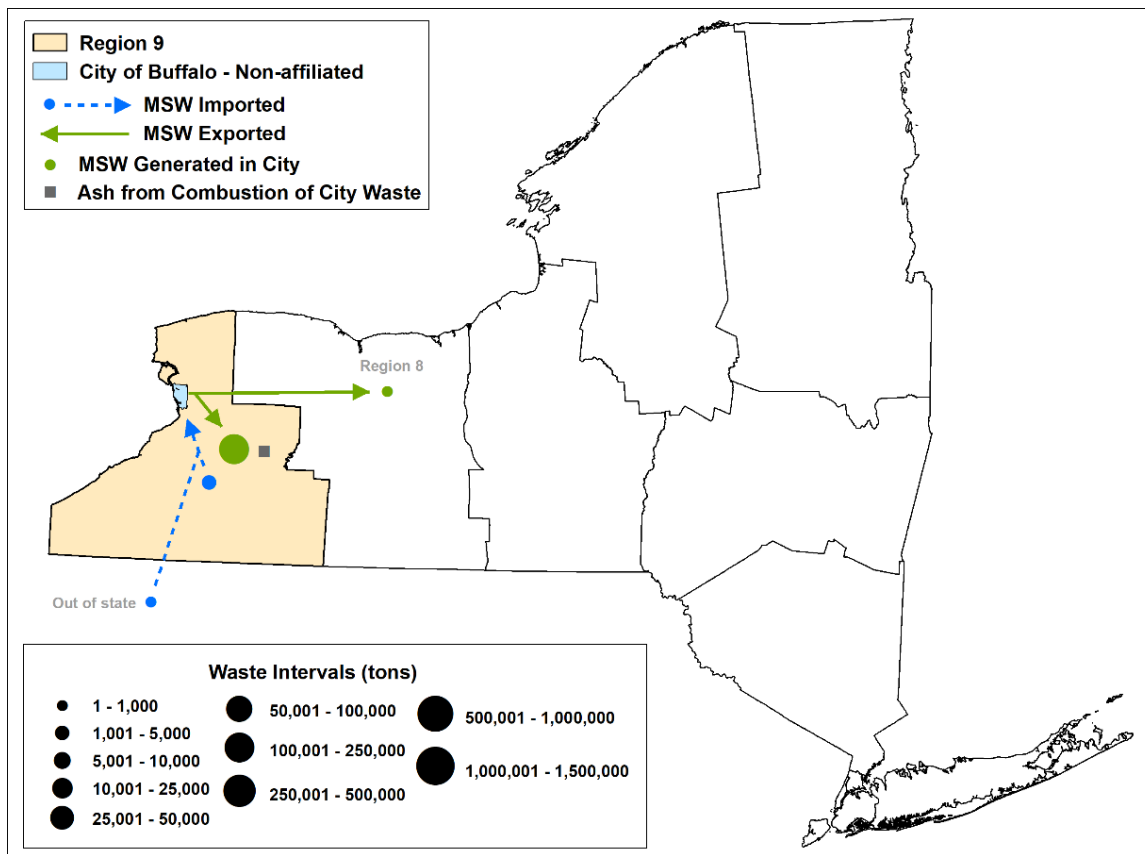 Region 9
City of Buffalo - Non-affiliated
MSW Imported
MSW Exported
MSW Generated in City
Ash from Combustion of City Waste
Region 8
Out of state
Waste Intervals (tons)
1 - 1,000
1,001 - 5,000
5,001 - 10,000
10,001 - 25,000
25,001 - 50,000
50,001 - 100,000
100,001 - 250,000
250,001 - 500,000
500,001 - 1,000,000
1,000,001 - 1,500,000